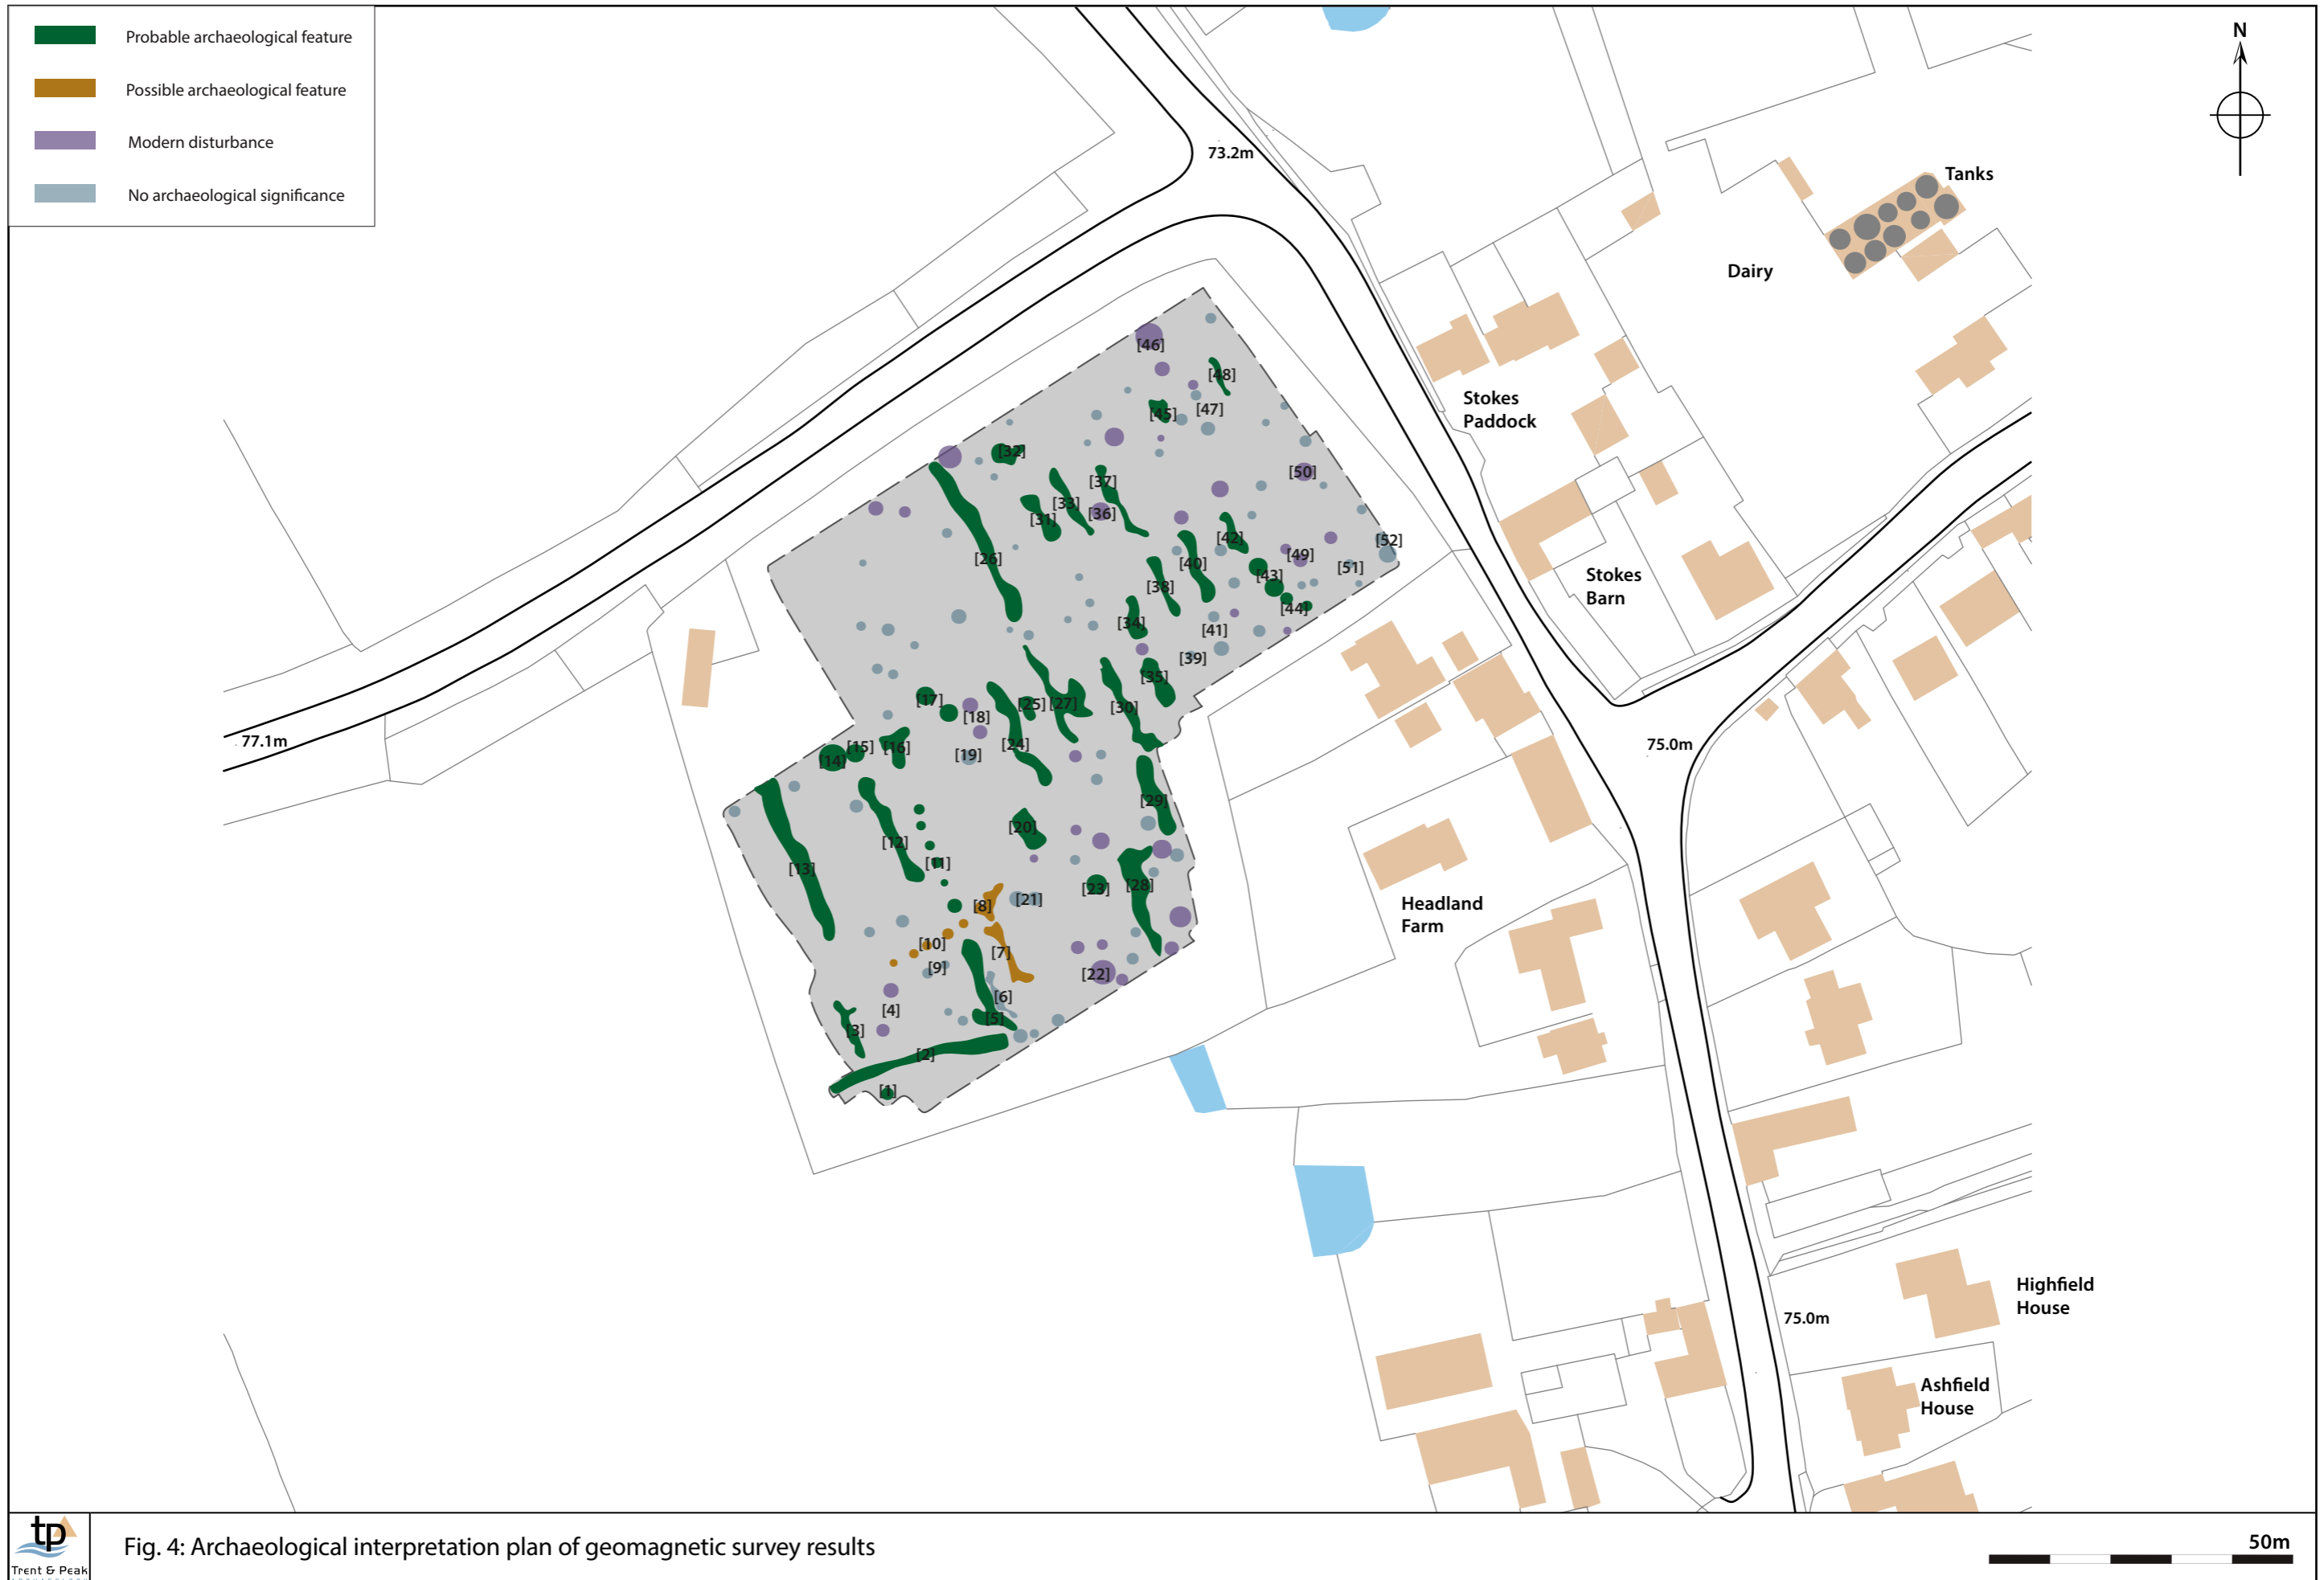 Probable archaeological feature
Possible archaeological feature
Modern disturbance
No archaeological significance
N
73.2m
Tanks
Dairy
[46]
[48]
Stokes
Paddock
[45]
[47]
[32]
[50]
[37]
[33]
[36]
[31]
[42]
[52]
[26]
[49]
[40]
[51]
[43]
Stokes
Barn
[38]
[44]
[34]
[41]
[39]
[35]
[17]
[25]
[27]
[30]
[18]
77.1m
[15]
[16]
[24]
75.0m
[19]
[14]
[29]
[20]
[12]
[11]
[13]
[23]
[28]
[8]
[21]
Headland
Farm
[10]
[7]
[9]
[22]
[6]
[4]
[5]
[3]
[2]
[1]
Highfield
House
75.0m
Ashfield
House
tp
Trent & Peak
Fig. 4: Archaeological interpretation plan of geomagnetic survey results
50m